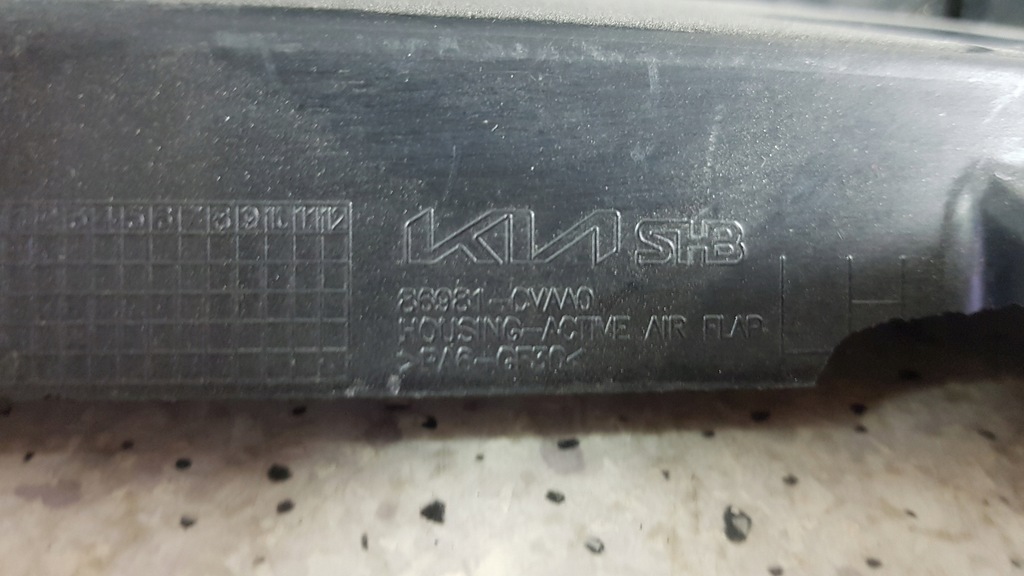 KIA SHB
86981-CVAA0
HOUSING-ACTIVE AIR FLAP
>PA6-GF30<